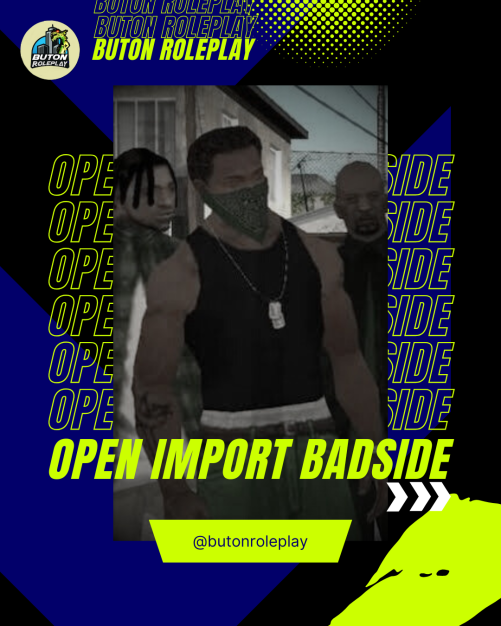 BUTON ROLEPLAY
BUTON ROLEPLAY
BUTON ROLEPLAY
BUTON
ROLEPLAY
OPE SIDE
OPE SIDE
OPE SIDE
OPE SIDE
OPE SIDE
OPE SIDE
OPEN IMPORT BADSIDE
@butonroleplay